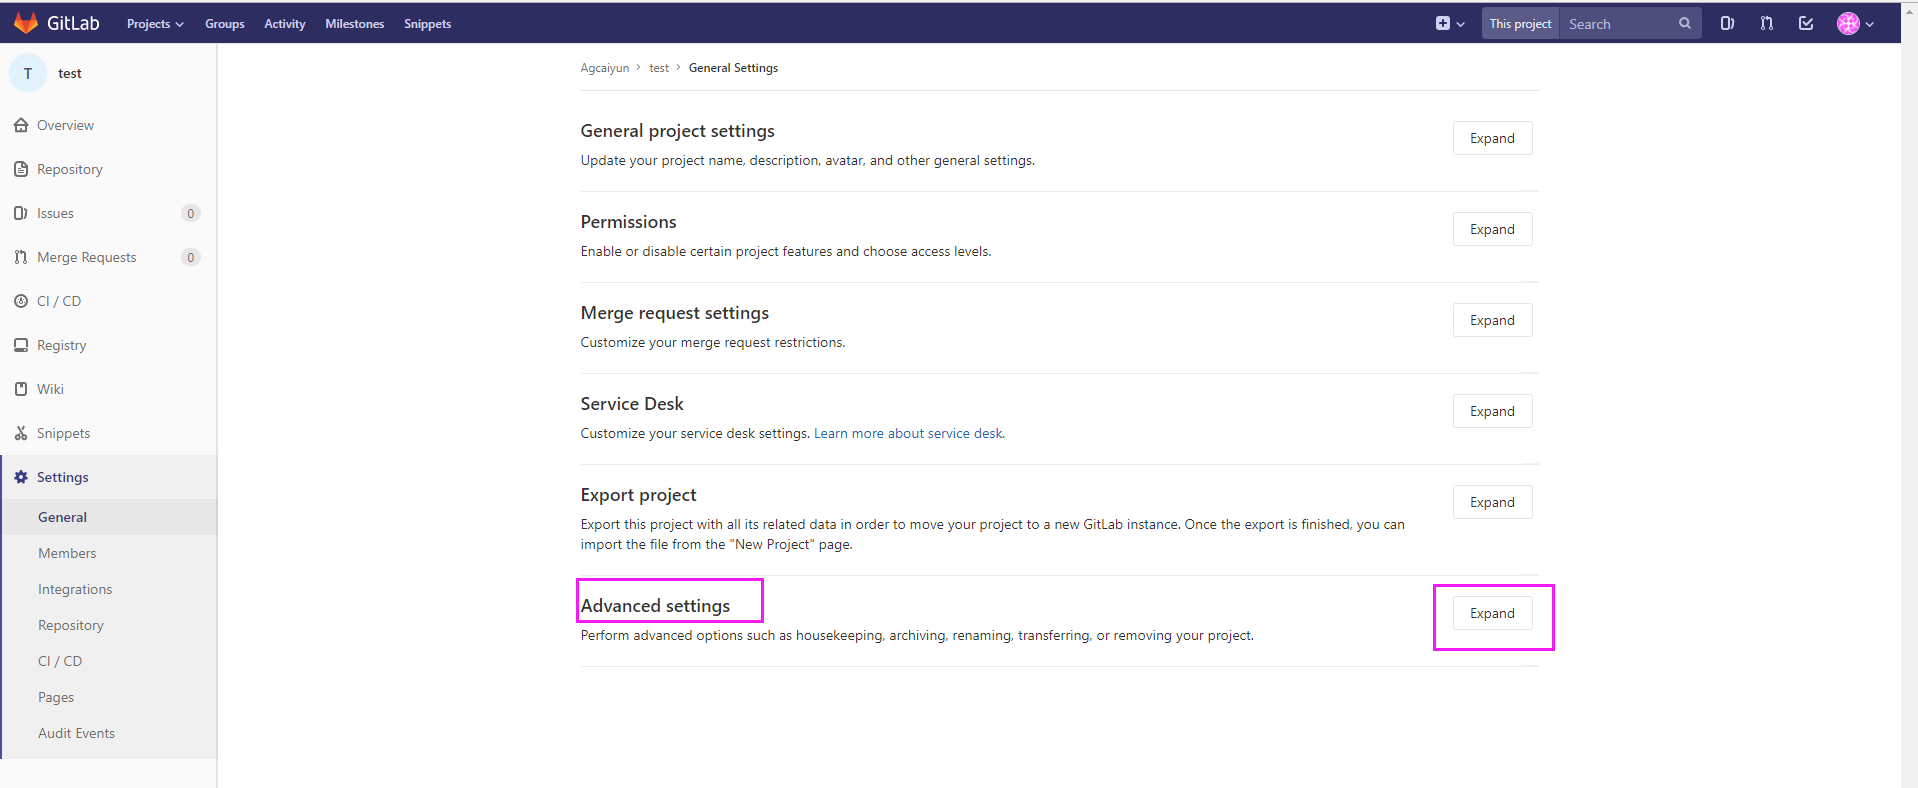 GitLab Projects Groups Activity Milestones Snippets This project Search
T test
Overview
Repository
Issues 0
Merge Requests 0
CI / CD
Registry
Wiki
Snippets
Settings
General
Members
Integrations
Repository
CI / CD
Pages
Audit Events
Agcaiyun > test > General Settings
General project settings
Expand
Update your project name, description, avatar, and other general settings.
Permissions
Expand
Enable or disable certain project features and choose access levels.
Merge request settings
Expand
Customize your merge request restrictions.
Service Desk
Expand
Customize your service desk settings. Learn more about service desk.
Export project
Expand
Export this project with all its related data in order to move your project to a new GitLab instance. Once the export is finished, you can
import the file from the "New Project" page.
Advanced settings
Expand
Perform advanced options such as housekeeping, archiving, renaming, transferring, or removing your project.